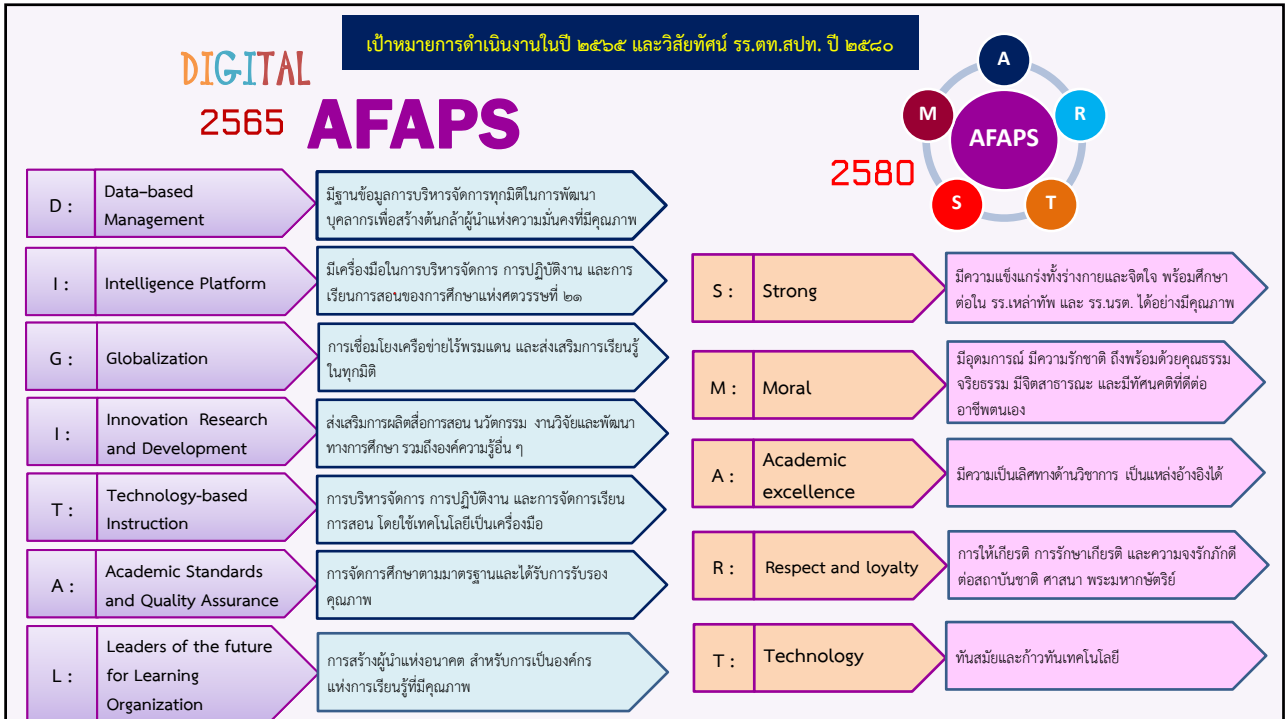 เป้าหมายการดำเนินงานในปี ๒๕๖๕ และวิสัยทัศน์ รร.ตท.สปท. ปี ๒๕๘๐
DIGITAL
2565 AFAPS
D :
Data-based
Management
มีฐานข้อมูลการบริหารจัดการทุกมิติในการพัฒนา
บุคลากรเพื่อสร้างต้นกล้าผู้นำแห่งความมั่นคงที่มีคุณภาพ
I :
Intelligence Platform
มีเครื่องมือในการบริหารจัดการ การปฏิบัติงาน และการ
เรียนการสอนของการศึกษาแห่งศตวรรษที่ ๒๑
G :
Globalization
การเชื่อมโยงเครือข่ายไร้พรมแดน และส่งเสริมการเรียนรู้
ในทุกมิติ
I :
Innovation Research
and Development
ส่งเสริมการผลิตสื่อการสอน นวัตกรรม งานวิจัยและพัฒนา
ทางการศึกษา รวมถึงองค์ความรู้อื่น ๆ
T :
Technology-based
Instruction
การบริหารจัดการ การปฏิบัติงาน และการจัดการเรียน
การสอน โดยใช้เทคโนโลยีเป็นเครื่องมือ
A :
Academic Standards
and Quality Assurance
การจัดการศึกษาตามมาตรฐานและได้รับการรับรอง
คุณภาพ
L :
Leaders of the future
for Learning
Organization
การสร้างผู้นำแห่งอนาคต สำหรับการเป็นองค์กร
แห่งการเรียนรู้ที่มีคุณภาพ
2580
AFAPS
A
R
T
S
M
S :
Strong
มีความแข็งแกร่งทั้งร่างกายและจิตใจ พร้อมศึกษา
ต่อใน รร.เหล่าทัพ และ รร.นรต. ได้อย่างมีคุณภาพ
M :
Moral
มีอุดมการณ์ มีความรักชาติ ถึงพร้อมด้วยคุณธรรม
จริยธรรม มีจิตสาธารณะ และมีทัศนคติที่ดีต่อ
อาชีพตนเอง
A :
Academic
excellence
มีความเป็นเลิศทางด้านวิชาการ เป็นแหล่งอ้างอิงได้
R :
Respect and loyalty
การให้เกียรติ การรักษาเกียรติ และความจงรักภักดี
ต่อสถาบันชาติ ศาสนา พระมหากษัตริย์
T :
Technology
ทันสมัยและก้าวทันเทคโนโลยี